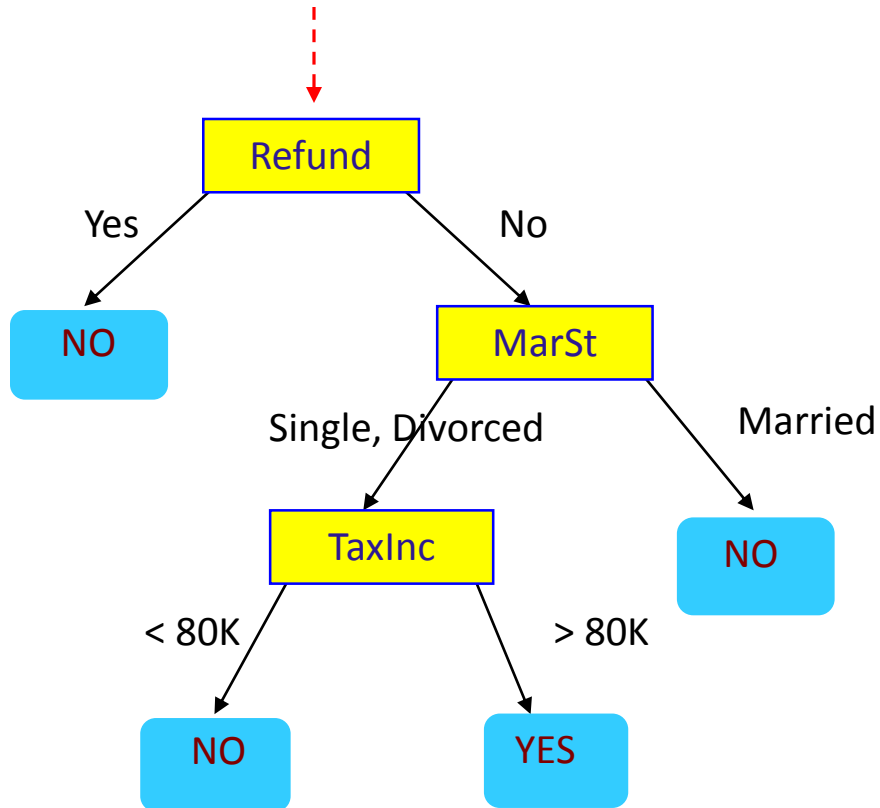 Refund
Yes
No
NO
MarSt
Single, Divorced
Married
TaxInc
NO
< 80K
> 80K
NO
YES